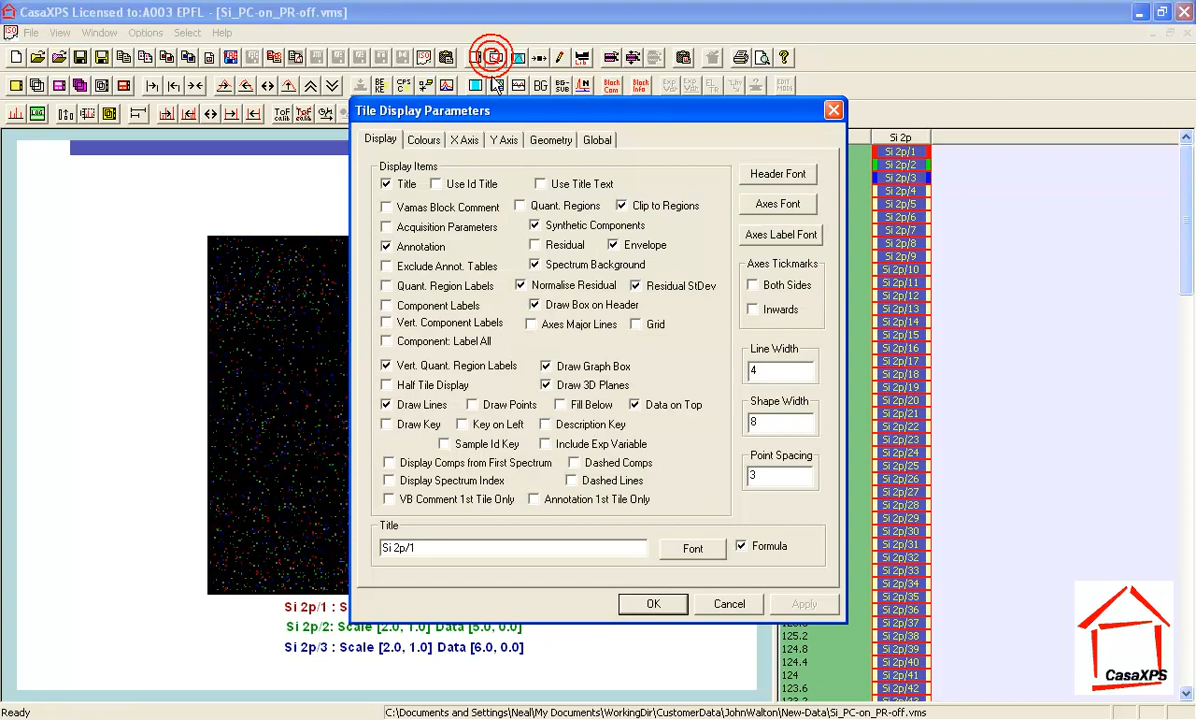 CasaXPS Licensed to:A003 EPFL - [Si_PC-on_PR-off.vms]
File View Window Options Select Help
BE KE CPS BG BG-SUB Block Com Block Info
ToF calib
Tile Display Parameters
Display Colours X Axis Y Axis Geometry Global
Display Items
Title Use Id Title Use Title Text
Header Font
Vamas Block Comment Quant. Regions Clip to Regions
Axes Font
Acquisition Parameters Synthetic Components
Axes Label Font
Annotation Residual Envelope
Exclude Annot. Tables Spectrum Background
Axes Tickmarks
Quant. Region Labels Normalise Residual Residual StDev
Both Sides
Component Labels Draw Box on Header
Inwards
Vert. Component Labels Axes Major Lines Grid
Component: Label All
Line Width
4
Vert. Quant. Region Labels Draw Graph Box
Half Tile Display Draw 3D Planes
Shape Width
8
Draw Lines Draw Points Fill Below Data on Top
Draw Key Key on Left Description Key
Sample Id Key Include Exp Variable
Point Spacing
3
Display Comps from First Spectrum Dashed Comps
Display Spectrum Index Dashed Lines
VB Comment 1st Tile Only Annotation 1st Tile Only
Title
Si 2p/1
Font
Formula
OK Cancel Apply
Si 2p/1 : S
Si 2p/2: Scale [2.0, 1.0] Data [5.0, 0.0]
Si 2p/3 : Scale [2.0, 1.0] Data [6.0, 0.0]
Si 2p
Si 2p/1
Si 2p/2
Si 2p/3
Si 2p/4
Si 2p/5
Si 2p/6
Si 2p/7
Si 2p/8
Si 2p/9
Si 2p/10
Si 2p/11
Si 2p/12
Si 2p/13
Si 2p/14
Si 2p/15
Si 2p/16
Si 2p/17
Si 2p/18
Si 2p/19
Si 2p/20
Si 2p/21
Si 2p/22
Si 2p/23
Si 2p/24
Si 2p/25
Si 2p/26
Si 2p/27
Si 2p/28
Si 2p/29
Si 2p/30
Si 2p/31
Si 2p/32
Si 2p/33
Si 2p/34
Si 2p/35
Si 2p/36
Si 2p/37
125.2 Si 2p/38
124.8 Si 2p/39
124.4 Si 2p/40
124 Si 2p/41
123.6 Si 2p/42
CasaXPS
Ready
C:\Documents and Settings\Neal\My Documents\WorkingDir\CustomerData\JohnWalton\New-Data\Si_PC-on_PR-off.vms